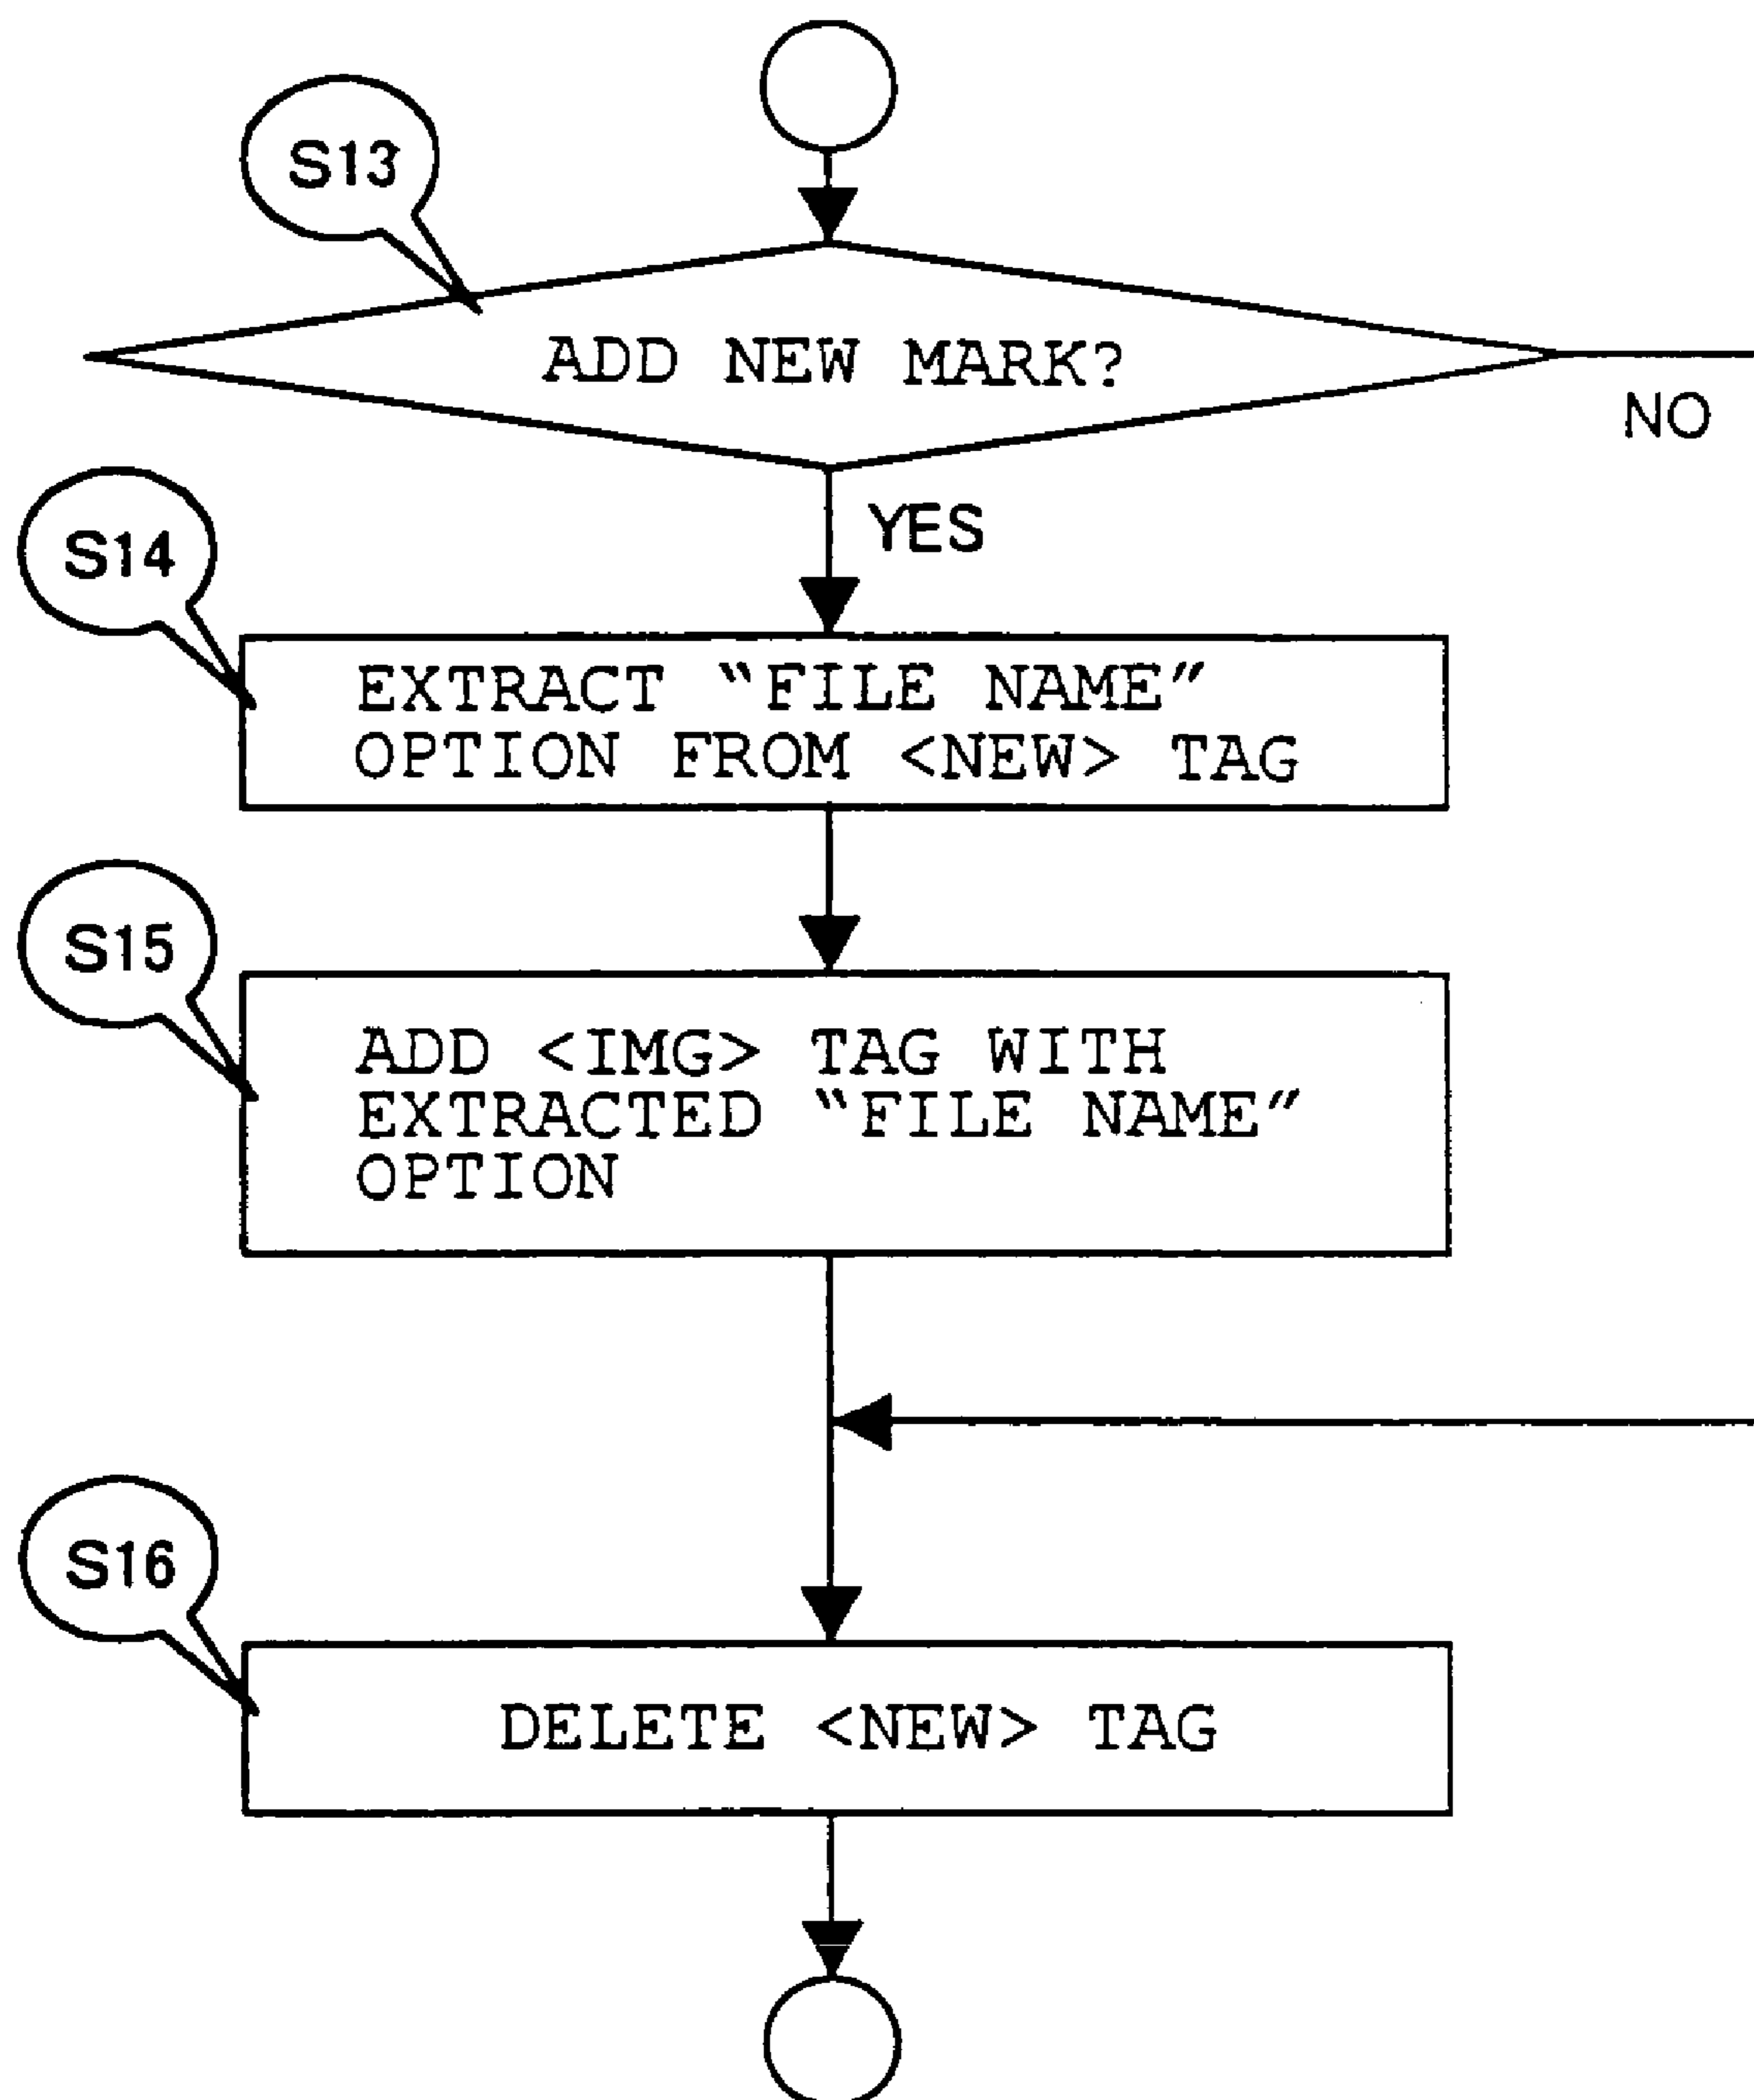 S13
ADD NEW MARK?
NO
YES
S14
EXTRACT “FILE NAME”
OPTION FROM <NEW> TAG
S15
ADD <IMG> TAG WITH
EXTRACTED “FILE NAME”
OPTION
S16
DELETE <NEW> TAG